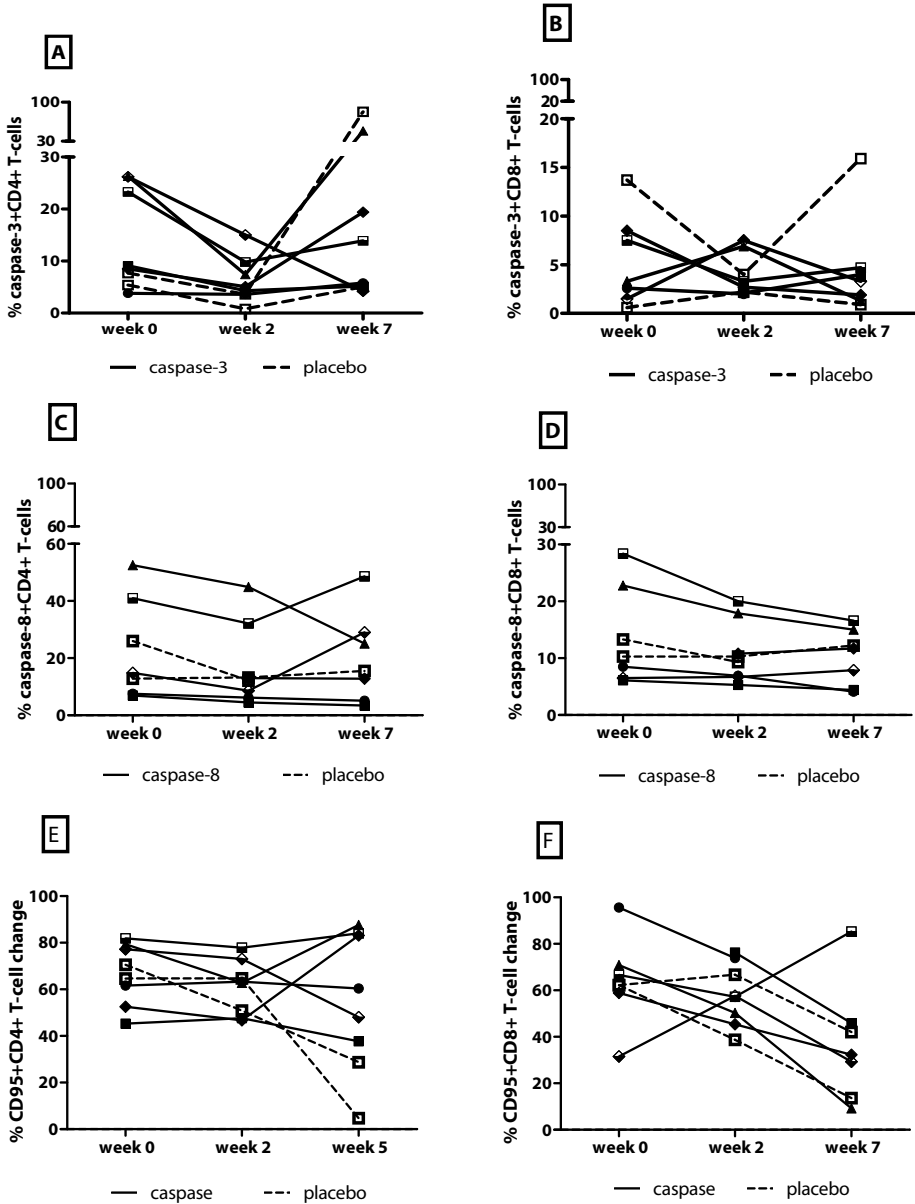 A
% caspase-3+CD4+ T-cells
100
30
30
20
10
0
week 0 week 2 week 7
caspase-3 placebo
B
% caspase-3+CD8+ T-cells
100
20
20
15
10
5
0
week 0 week 2 week 7
caspase-3 placebo
C
% caspase-8+CD4+ T-cells
100
60
60
40
20
0
week 0 week 2 week 7
caspase-8 placebo
D
% caspase-8+CD8+ T-cells
100
30
30
20
10
0
week 0 week 2 week 7
caspase-8 placebo
E
% CD95+CD4+ T-cell change
100
80
60
40
20
0
week 0 week 2 week 5
caspase placebo
F
% CD95+CD8+ T-cell change
100
80
60
40
20
0
week 0 week 2 week 7
caspase placebo